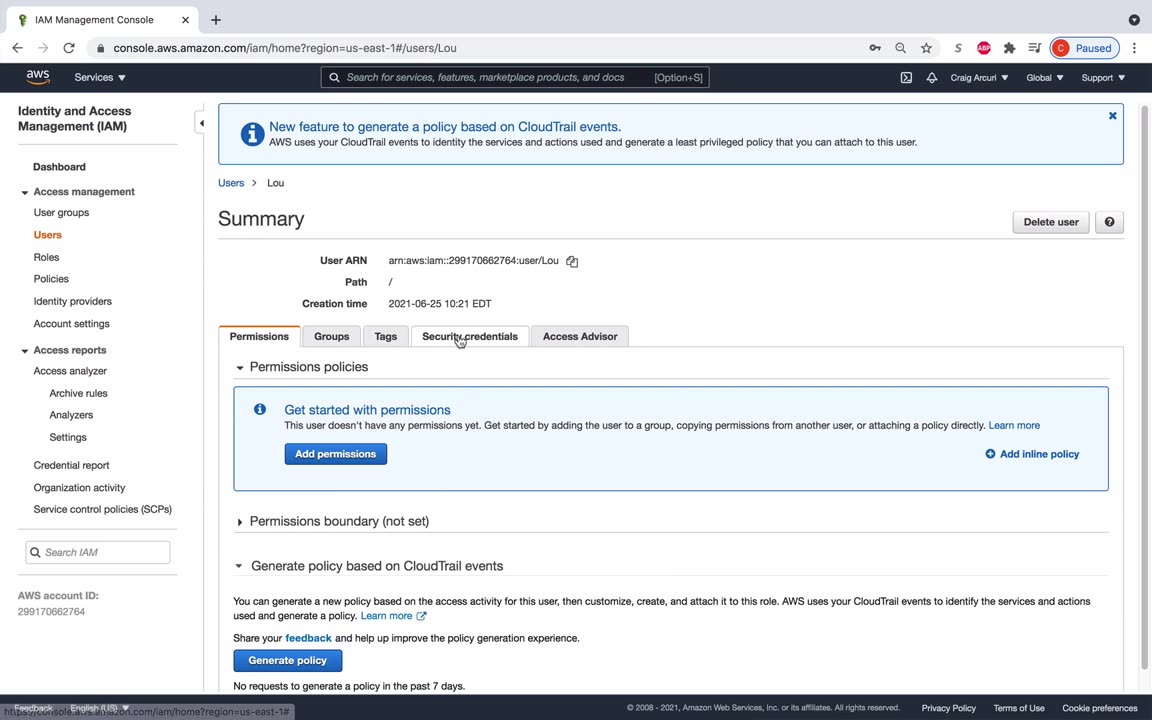 IAM Management Console
console.aws.amazon.com/iam/home?region=us-east-1#/users/Lou
S
ABP
C Paused
aws Services Search for services, features, marketplace products, and docs [Option+S] Craig Arcuri Global Support
Identity and Access
Management (IAM)
Dashboard
Access management
User groups
Users
Roles
Policies
Identity providers
Account settings
Access reports
Access analyzer
Archive rules
Analyzers
Settings
Credential report
Organization activity
Service control policies (SCPs)
Search IAM
AWS account ID:
299170662764
New feature to generate a policy based on CloudTrail events.
AWS uses your CloudTrail events to identify the services and actions used and generate a least privileged policy that you can attach to this user.
Users > Lou
Summary
Delete user ?
User ARN arn:aws:iam::299170662764:user/Lou
Path /
Creation time 2021-06-25 10:21 EDT
Permissions Groups Tags Security credentials Access Advisor
Permissions policies
Get started with permissions
This user doesn't have any permissions yet. Get started by adding the user to a group, copying permissions from another user, or attaching a policy directly. Learn more
Add permissions Add inline policy
Permissions boundary (not set)
Generate policy based on CloudTrail events
You can generate a new policy based on the access activity for this user, then customize, create, and attach it to this role. AWS uses your CloudTrail events to identify the services and actions
used and generate a policy. Learn more
Share your feedback and help up improve the policy generation experience.
Generate policy
No requests to generate a policy in the past 7 days.
Feedback English (US) © 2008 - 2021, Amazon Web Services, Inc. or its affiliates. All rights reserved. Privacy Policy Terms of Use Cookie preferences
https://console.aws.amazon.com/iam/home?region=us-east-1#